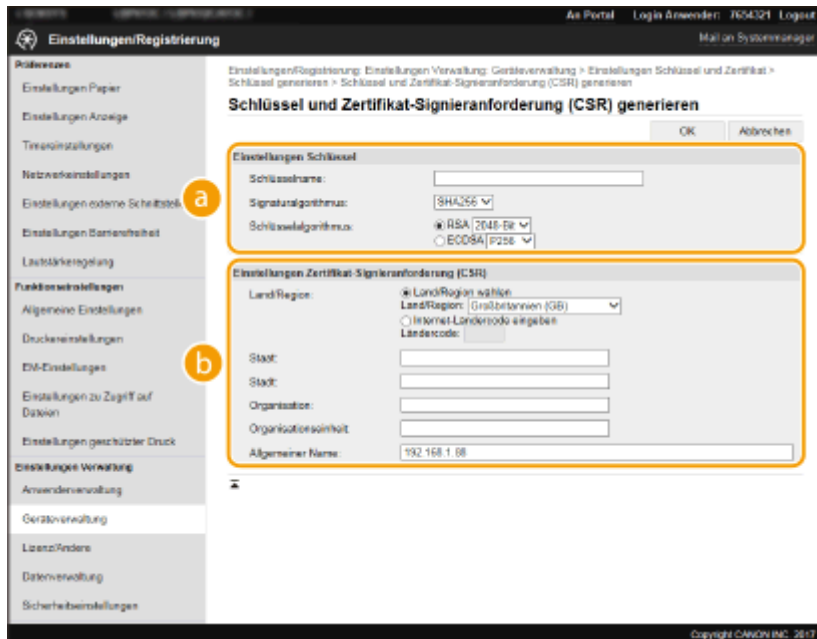 An Portal Login Anwender: 7654321 Logout
Einstellungen/Registrierung
Mail an Systemmanager
Präferenzen
Einstellungen Papier
Einstellungen Anzeige
Timereinstellungen
Netzwerkeinstellungen
Einstellungen externe Schnittstelle
Einstellungen Barrierefreiheit
Lautstärkeregelung
Funktionseinstellungen
Allgemeine Einstellungen
Druckereinstellungen
EM-Einstellungen
Einstellungen zu Zugriff auf
Dateien
Einstellungen geschützter Druck
Einstellungen Verwaltung
Anwenderverwaltung
Geräteverwaltung
Lizenz/Andere
Datenverwaltung
Sicherheitseinstellungen
Einstellungen/Registrierung: Einstellungen Verwaltung: Geräteverwaltung > Einstellungen Schlüssel und Zertifikat >
Schlüssel generieren > Schlüssel und Zertifikat-Signieranforderung (CSR) generieren
Schlüssel und Zertifikat-Signieranforderung (CSR) generieren
OK Abbrechen
a
Einstellungen Schlüssel
Schlüsselname:
Signaturalgorithmus: SHA256
Schlüsselalgorithmus: RSA 2048-Bit
ECDSA P256
b
Einstellungen Zertifikat-Signieranforderung (CSR)
Land/Region: Land/Region wählen
Land/Region: Großbritannien (GB)
Internet-Ländercode eingeben
Ländercode:
Staat:
Stadt:
Organisation:
Organisationseinheit:
Allgemeiner Name: 192.168.1.88
Copyright CANON INC. 2017